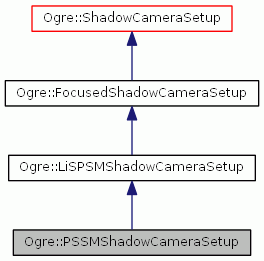 Ogre::ShadowCameraSetup
Ogre::FocusedShadowCameraSetup
Ogre::LiSPSMShadowCameraSetup
Ogre::PSSMShadowCameraSetup